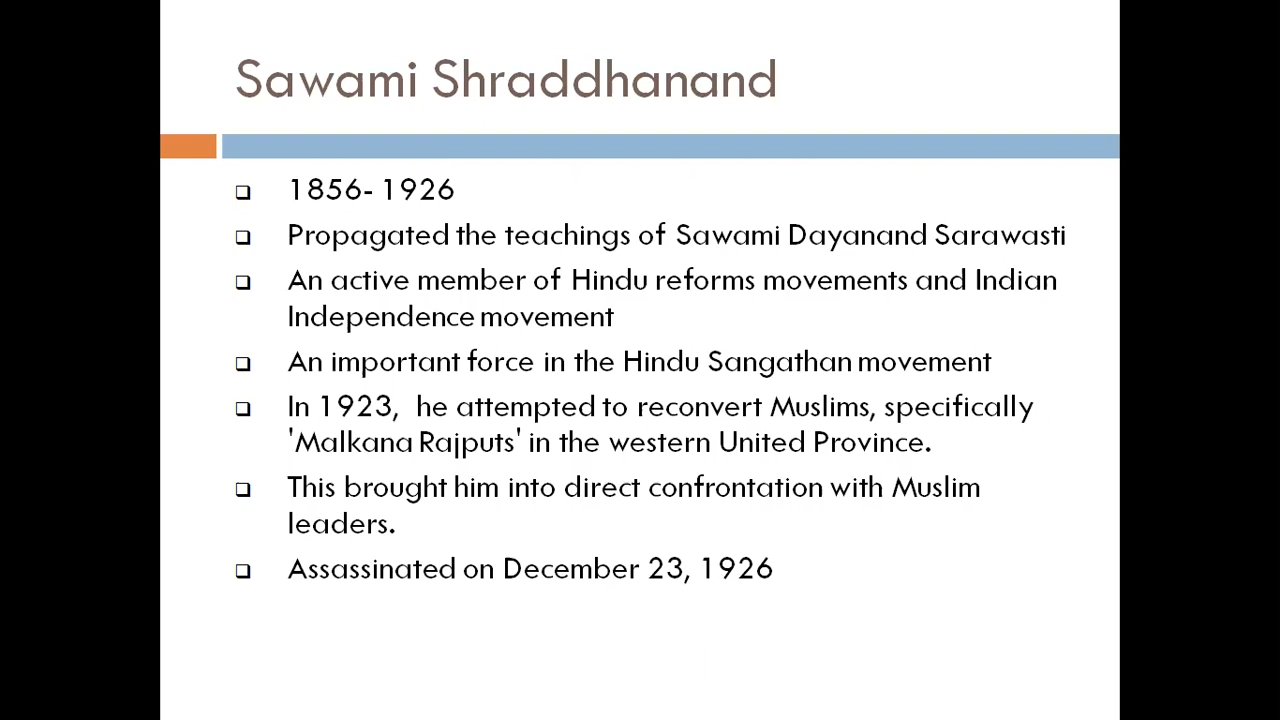 Sawami Shraddhanand
1856- 1926
Propagated the teachings of Sawami Dayanand Sarawasti
An active member of Hindu reforms movements and Indian
Independence movement
An important force in the Hindu Sangathan movement
In 1923,  he attempted to reconvert Muslims, specifically
'Malkana Rajputs' in the western United Province.
This brought him into direct confrontation with Muslim
leaders.
Assassinated on December 23, 1926